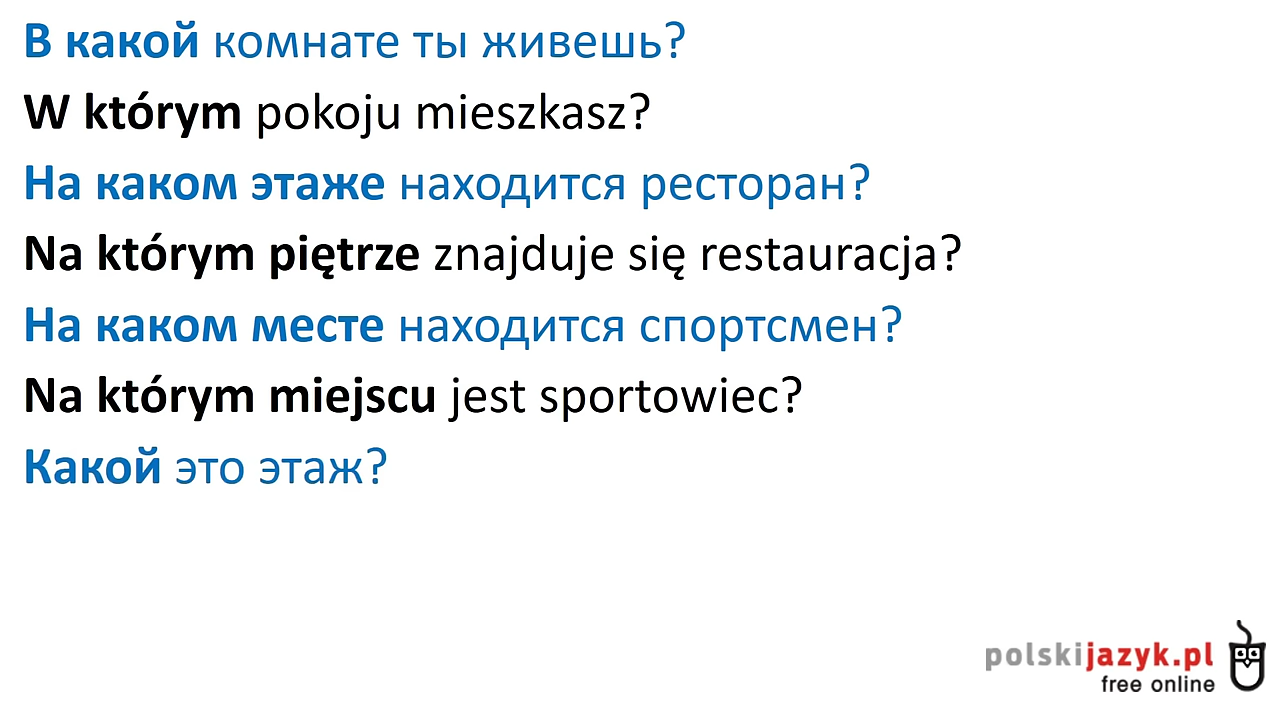 В какой комнате ты живешь?
W którym pokoju mieszkasz?
На каком этаже находится ресторан?
Na którym piętrze znajduje się restauracja?
На каком месте находится спортсмен?
Na którym miejscu jest sportowiec?
Какой это этаж?
polskijazyk.pl
free online